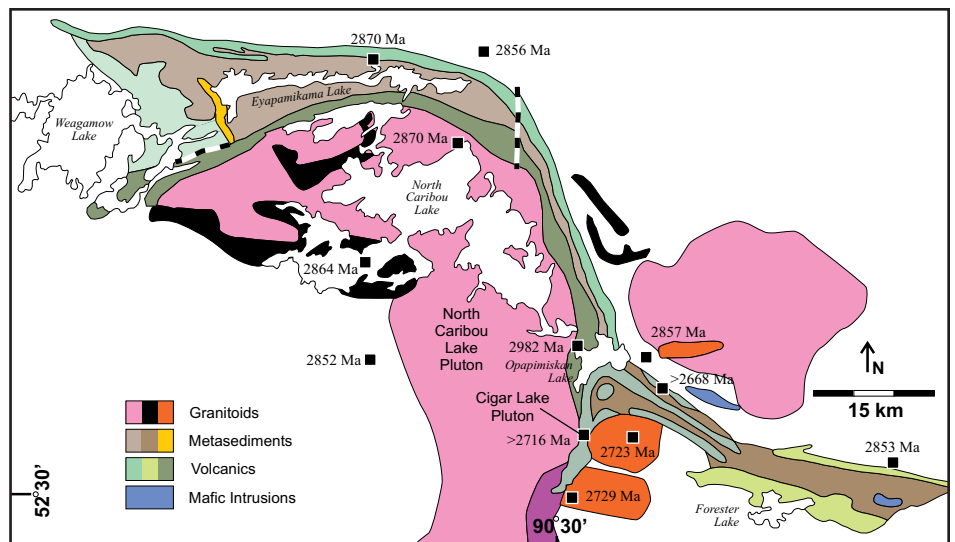 2870 Ma
2856 Ma
Eyapamikama Lake
Weagamow
Lake
2870 Ma
North
Caribou
Lake
2864 Ma
North
Caribou
Lake
Pluton
2852 Ma
2982 Ma
Opapimiskan
Lake
2857 Ma
>2668 Ma
N
15 km
Cigar Lake
Pluton
>2716 Ma
2723 Ma
2729 Ma
2853 Ma
Forester
Lake
Granitoids
Metasediments
Volcanics
Mafic Intrusions
52°30'
90°30'